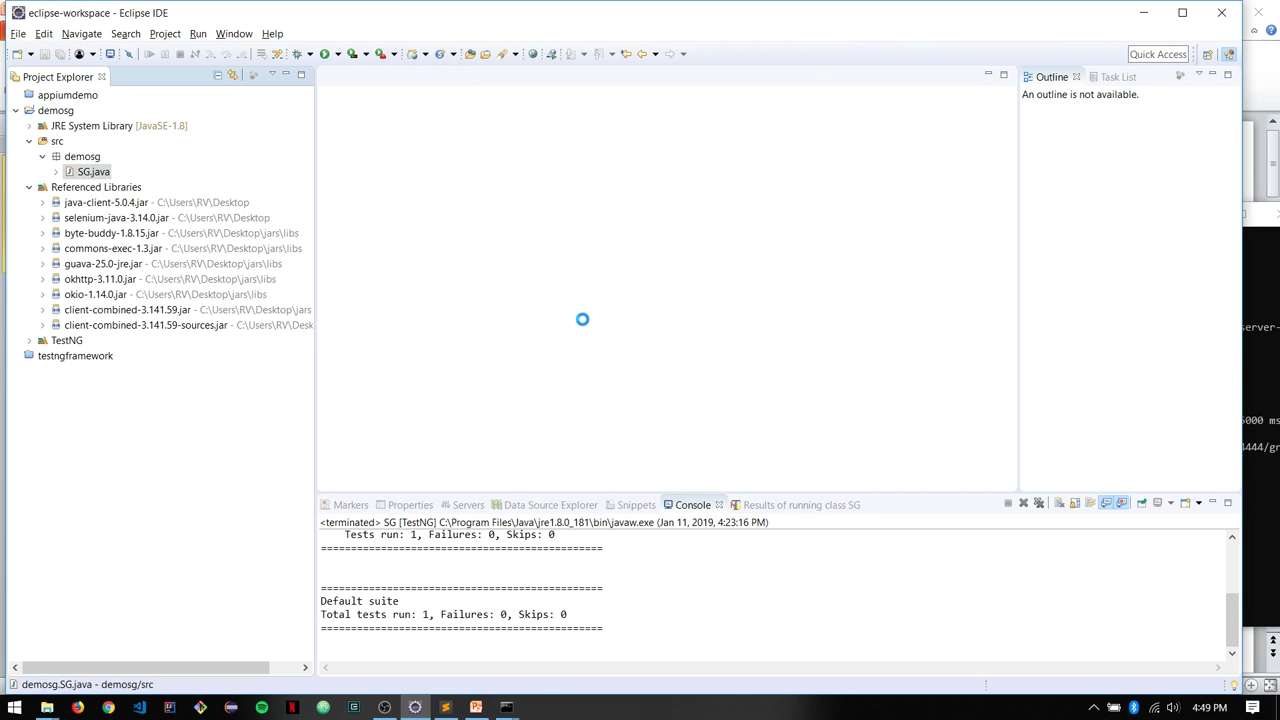 eclipse-workspace - Eclipse IDE
File Edit Navigate Search Project Run Window Help
Quick Access
Project Explorer
appiumdemo
demosg
JRE System Library [JavaSE-1.8]
src
demosg
SG.java
Referenced Libraries
java-client-5.0.4.jar - C:\Users\RV\Desktop
selenium-java-3.14.0.jar - C:\Users\RV\Desktop
byte-buddy-1.8.15.jar - C:\Users\RV\Desktop\jars\libs
commons-exec-1.3.jar - C:\Users\RV\Desktop\jars\libs
guava-25.0-jre.jar - C:\Users\RV\Desktop\jars\libs
okhttp-3.11.0.jar - C:\Users\RV\Desktop\jars\libs
okio-1.14.0.jar - C:\Users\RV\Desktop\jars\libs
client-combined-3.141.59.jar - C:\Users\RV\Desktop\jars
client-combined-3.141.59-sources.jar - C:\Users\RV\Desk
TestNG
testngframework
Outline Task List
An outline is not available.
server-
5000 ms
4444/gr
Markers Properties Servers Data Source Explorer Snippets Console Results of running class SG
<terminated> SG [TestNG] C:\Program Files\Java\jre1.8.0_181\bin\javaw.exe (Jan 11, 2019, 4:23:16 PM)
Tests run: 1, Failures: 0, Skips: 0
===============================================
===============================================
Default suite
Total tests run: 1, Failures: 0, Skips: 0
===============================================
demosg.SG.java - demosg/src
4:49 PM